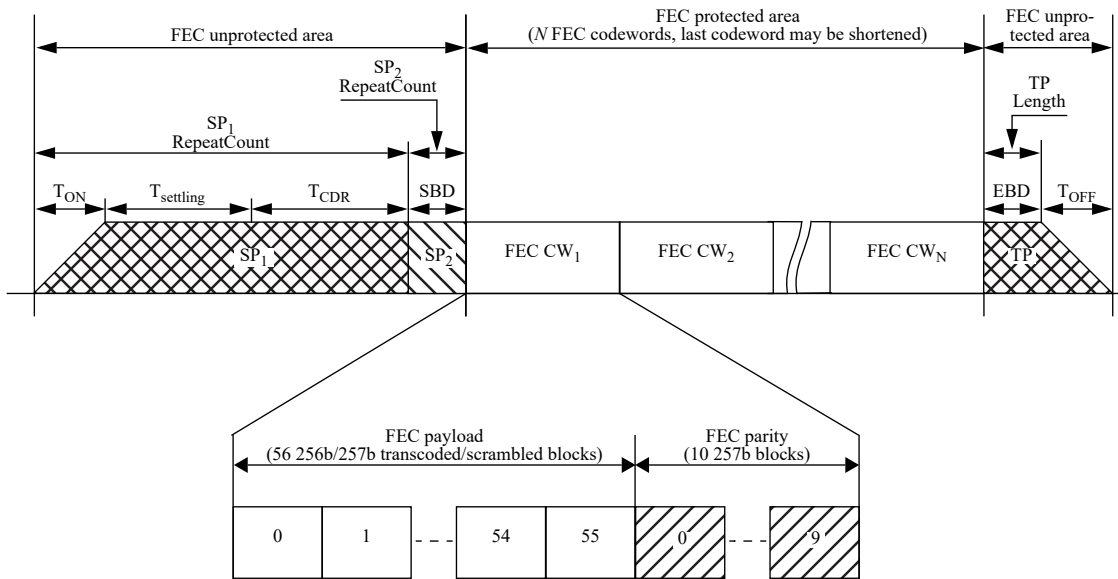 FEC unprotected area
FEC protected area
(N FEC codewords, last codeword may be shortened)
FEC unpro-
tected area
SP2
RepeatCount
TP
Length
SP1
RepeatCount
TON
Tsettling
TCDR
SBD
EBD
TOFF
SP1
SP2
FEC CW1
FEC CW2
FEC CWN
TP
FEC payload
(56 256b/257b transcoded/scrambled blocks)
FEC parity
(10 257b blocks)
0
1
54
55
0
9